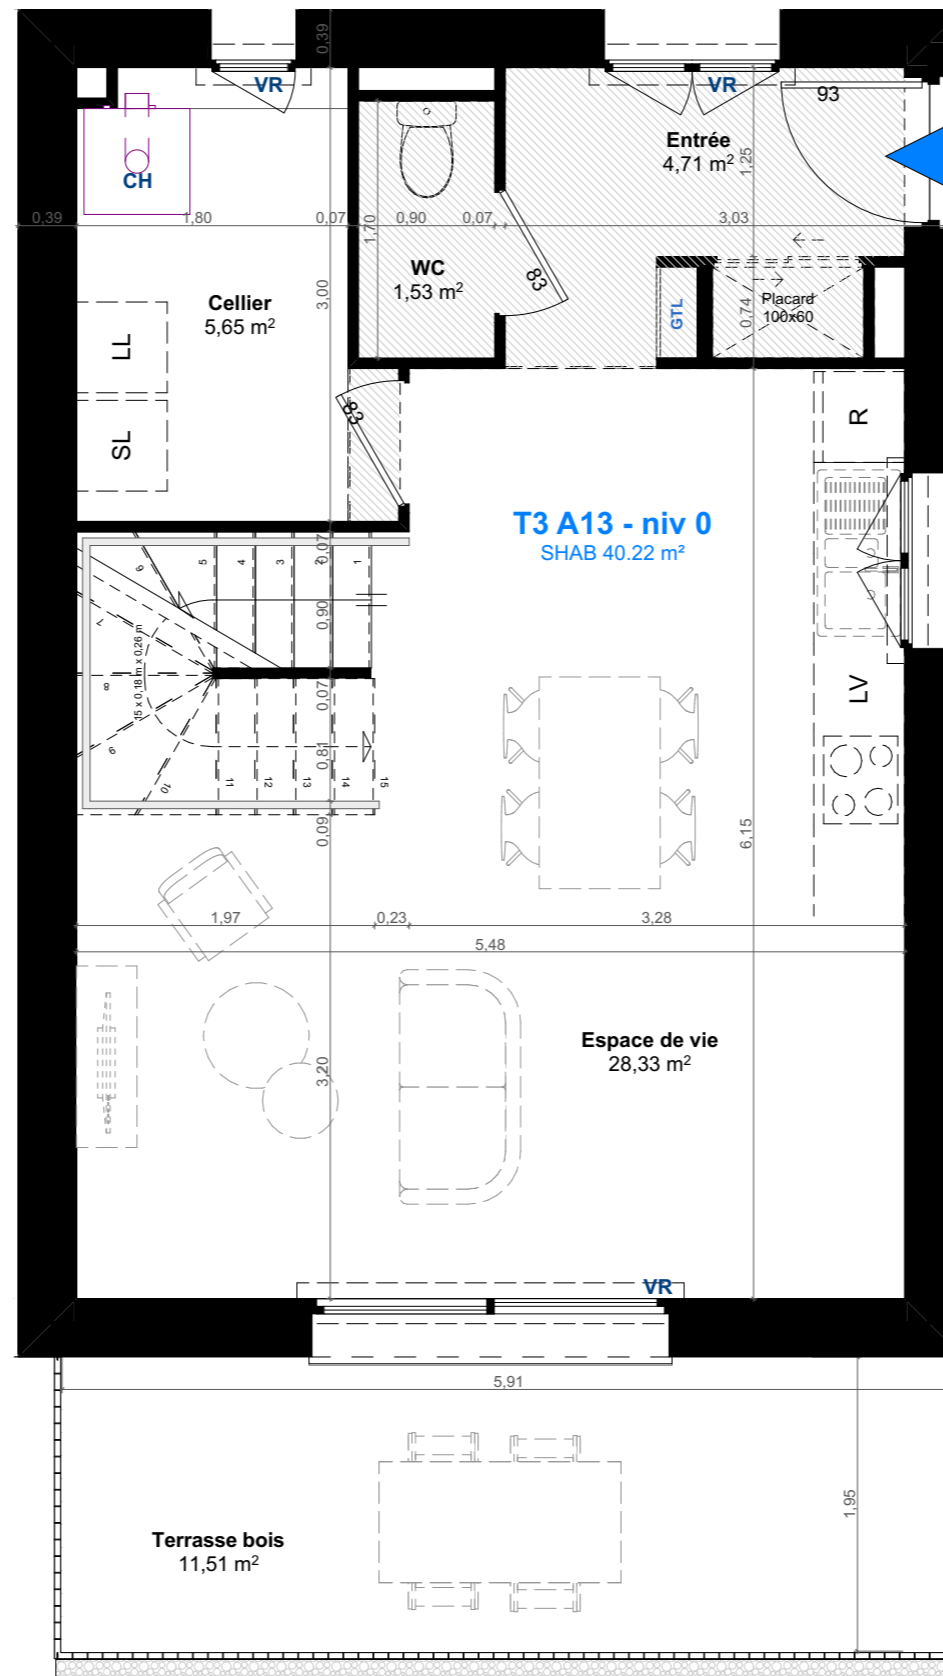 0,39
VR
VR
93
Entrée
4,71 m²
1,25
CH
0,39
1,80
0,07
0,90
0,07
3,03
1,70
WC
1,53 m²
83
Cellier
5,65 m²
3,00
GTL
0,74
Placard
100x60
LL
SL
83
R
T3 A13 - niv 0
SHAB 40.22 m²
0,07
1
2
3
4
5
6
7
8
9
10
11
12
13
14
15
15 x 0,18 m x 0,26 m
0,90
0,07
0,81
0,09
LV
6,15
1,97
0,23
3,28
5,48
Espace de vie
28,33 m²
3,20
VR
5,91
1,95
Terrasse bois
11,51 m²